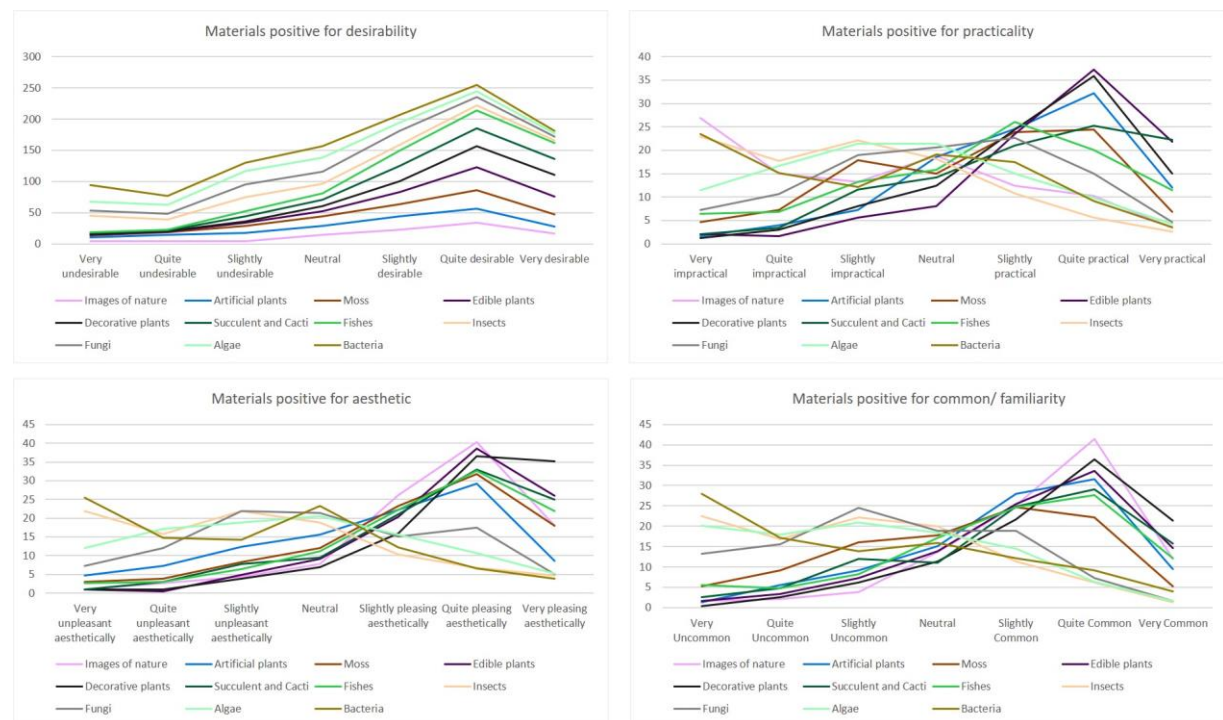 Materials positive for desirability
300
250
200
150
100
50
0
Very undesirable
Quite undesirable
Slightly undesirable
Neutral
Slightly desirable
Quite desirable
Very desirable
Images of nature
Artificial plants
Moss
Edible plants
Decorative plants
Succulent and Cacti
Fishes
Insects
Fungi
Algae
Bacteria
Materials positive for practicality
40
35
30
25
20
15
10
5
0
Very impractical
Quite impractical
Slightly impractical
Neutral
Slightly practical
Quite practical
Very practical
Images of nature
Artificial plants
Moss
Edible plants
Decorative plants
Succulent and Cacti
Fishes
Insects
Fungi
Algae
Bacteria
Materials positive for aesthetic
45
40
35
30
25
20
15
10
5
0
Very unpleasant aesthetically
Quite unpleasant aesthetically
Slightly unpleasant aesthetically
Neutral
Slightly pleasing aesthetically
Quite pleasing aesthetically
Very pleasing aesthetically
Images of nature
Artificial plants
Moss
Edible plants
Decorative plants
Succulent and Cacti
Fishes
Insects
Fungi
Algae
Bacteria
Materials positive for common/ familiarity
45
40
35
30
25
20
15
10
5
0
Very Uncommon
Quite Uncommon
Slightly Uncommon
Neutral
Slightly Common
Quite Common
Very Common
Images of nature
Artificial plants
Moss
Edible plants
Decorative plants
Succulent and Cacti
Fishes
Insects
Fungi
Algae
Bacteria